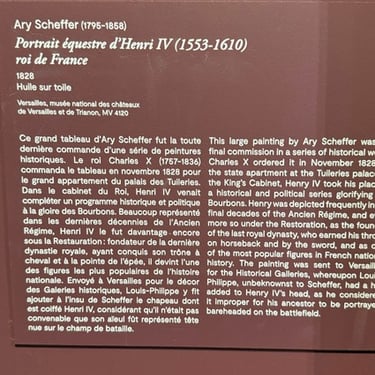 Ary Scheffer (1795-1858)
Portrait équestre d'Henri IV (1553-1610)
roi de France
1828
Huile sur toile
Versailles, musée national des châteaux
de Versailles et de Trianon, MV 4120
Ce grand tableau d'Ary Scheffer fut la toute
dernière commande d'une série de peintures
historiques. Le roi Charles X (1757-1836)
commanda le tableau en novembre 1828 pour
le grand appartement du palais des Tuileries.
Dans le cabinet du Roi, Henri IV venait
compléter un programme historique et politique
à la gloire des Bourbons. Beaucoup représenté
dans les dernières décennies de l'Ancien
Régime, Henri IV le fut davantage encore
sous la Restauration : fondateur de la dernière
dynastie royale, ayant conquis son trône à
cheval et à la pointe de l'épée, il devint l'une
des figures les plus populaires de l'histoire
nationale. Envoyé à Versailles pour le décor
des Galeries historiques, Louis-Philippe y fit
ajouter à l'insu de Scheffer le chapeau dont
est coiffé Henri IV, considérant qu'il n'était pas
convenable que son aïeul fût représenté tête
nue sur le champ de bataille.
This large painting by Ary Scheffer was
final commission in a series of historical w
Charles X ordered it in November 1828
the state apartment at the Tuileries palac
the King's Cabinet, Henry IV took his plac
a historical and political series glorifying
Bourbons. Henry was depicted frequently in
final decades of the Ancien Régime, and ev
more so under the Restoration, as the foun
of the last royal dynasty, who earned his thro
on horseback and by the sword, and as o
of the most popular figures in French nation
history. The painting was sent to Versaill
for the Historical Galleries, whereupon Loui
Philippe, unbeknownst to Scheffer, had a h
added to Henry IV's head, as he considere
it improper for his ancestor to be portraye
bareheaded on the battlefield.